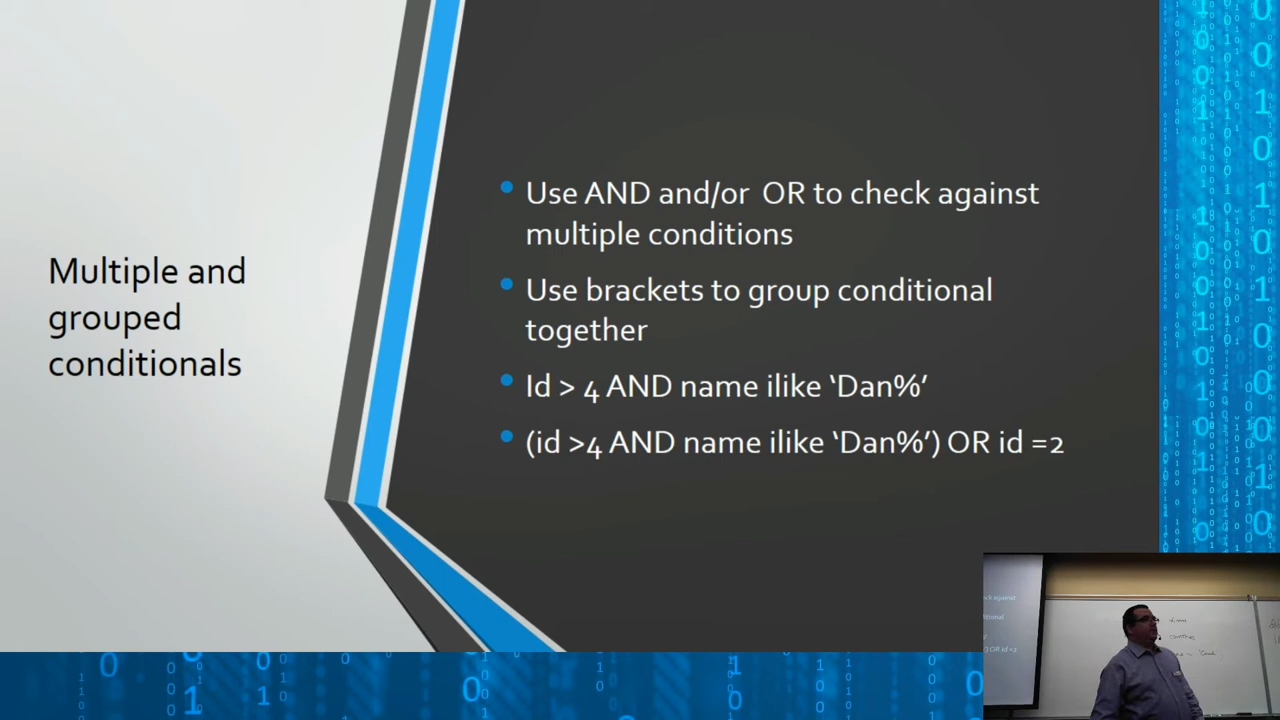 Multiple and
grouped
conditionals
Use AND and/or  OR to check against
multiple conditions
Use brackets to group conditional
together
Id > 4 AND name ilike ‘Dan%’
(id >4 AND name ilike ‘Dan%’) OR id =2